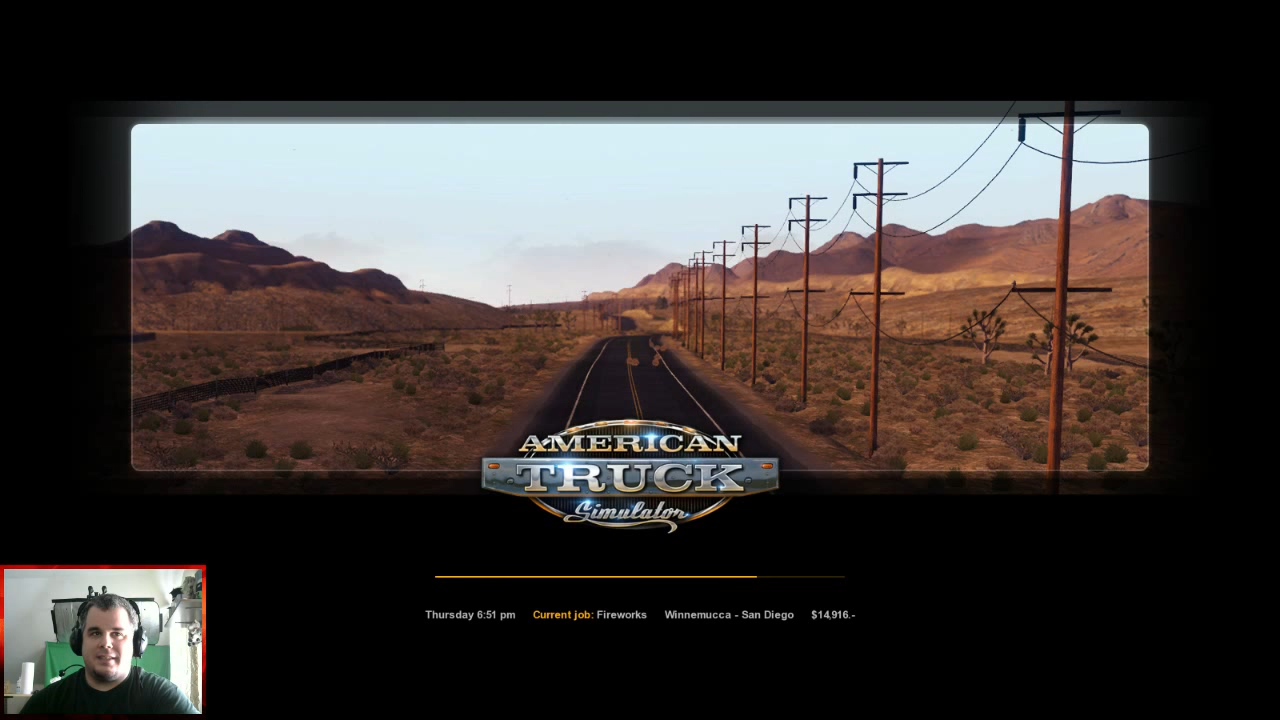 AMERICAN
TRUCK
Simulator
Thursday 6:51 pm Current job: Fireworks Winnemucca - San Diego $14,916.-